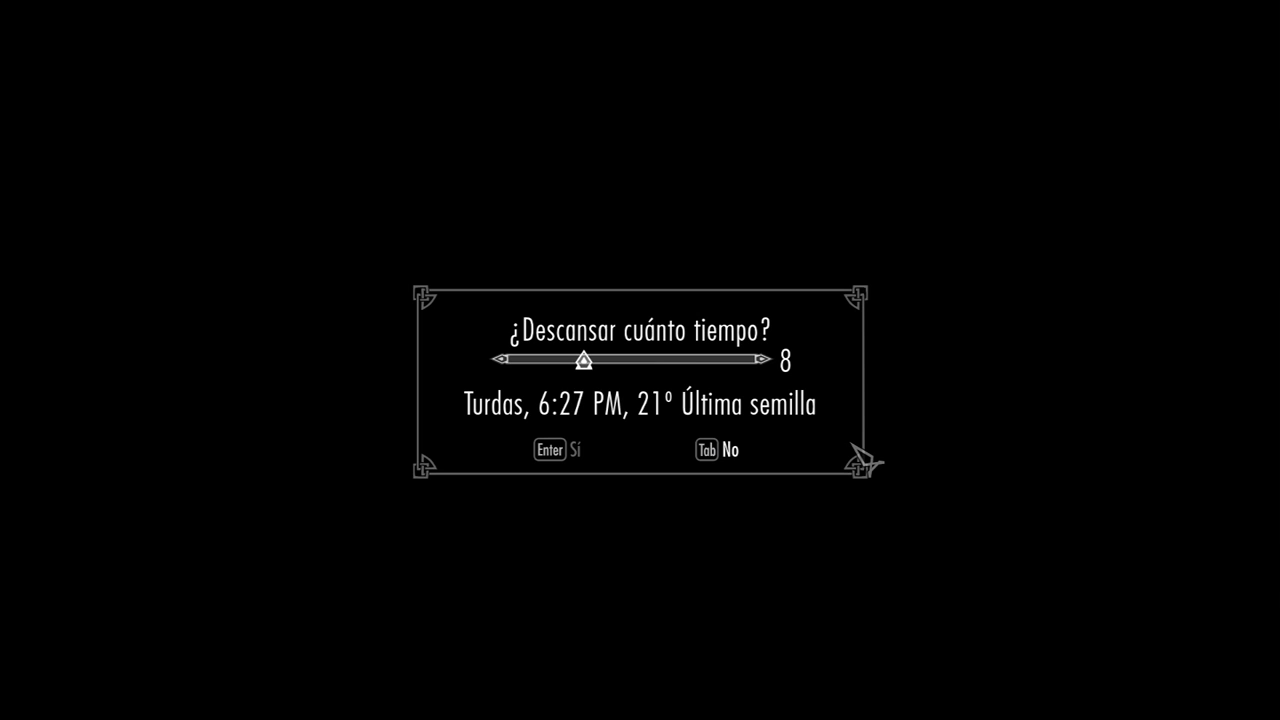 ¿Descansar cuánto tiempo?
8
Turdas, 6:27 PM, 21º Última semilla
Enter Sí Tab No